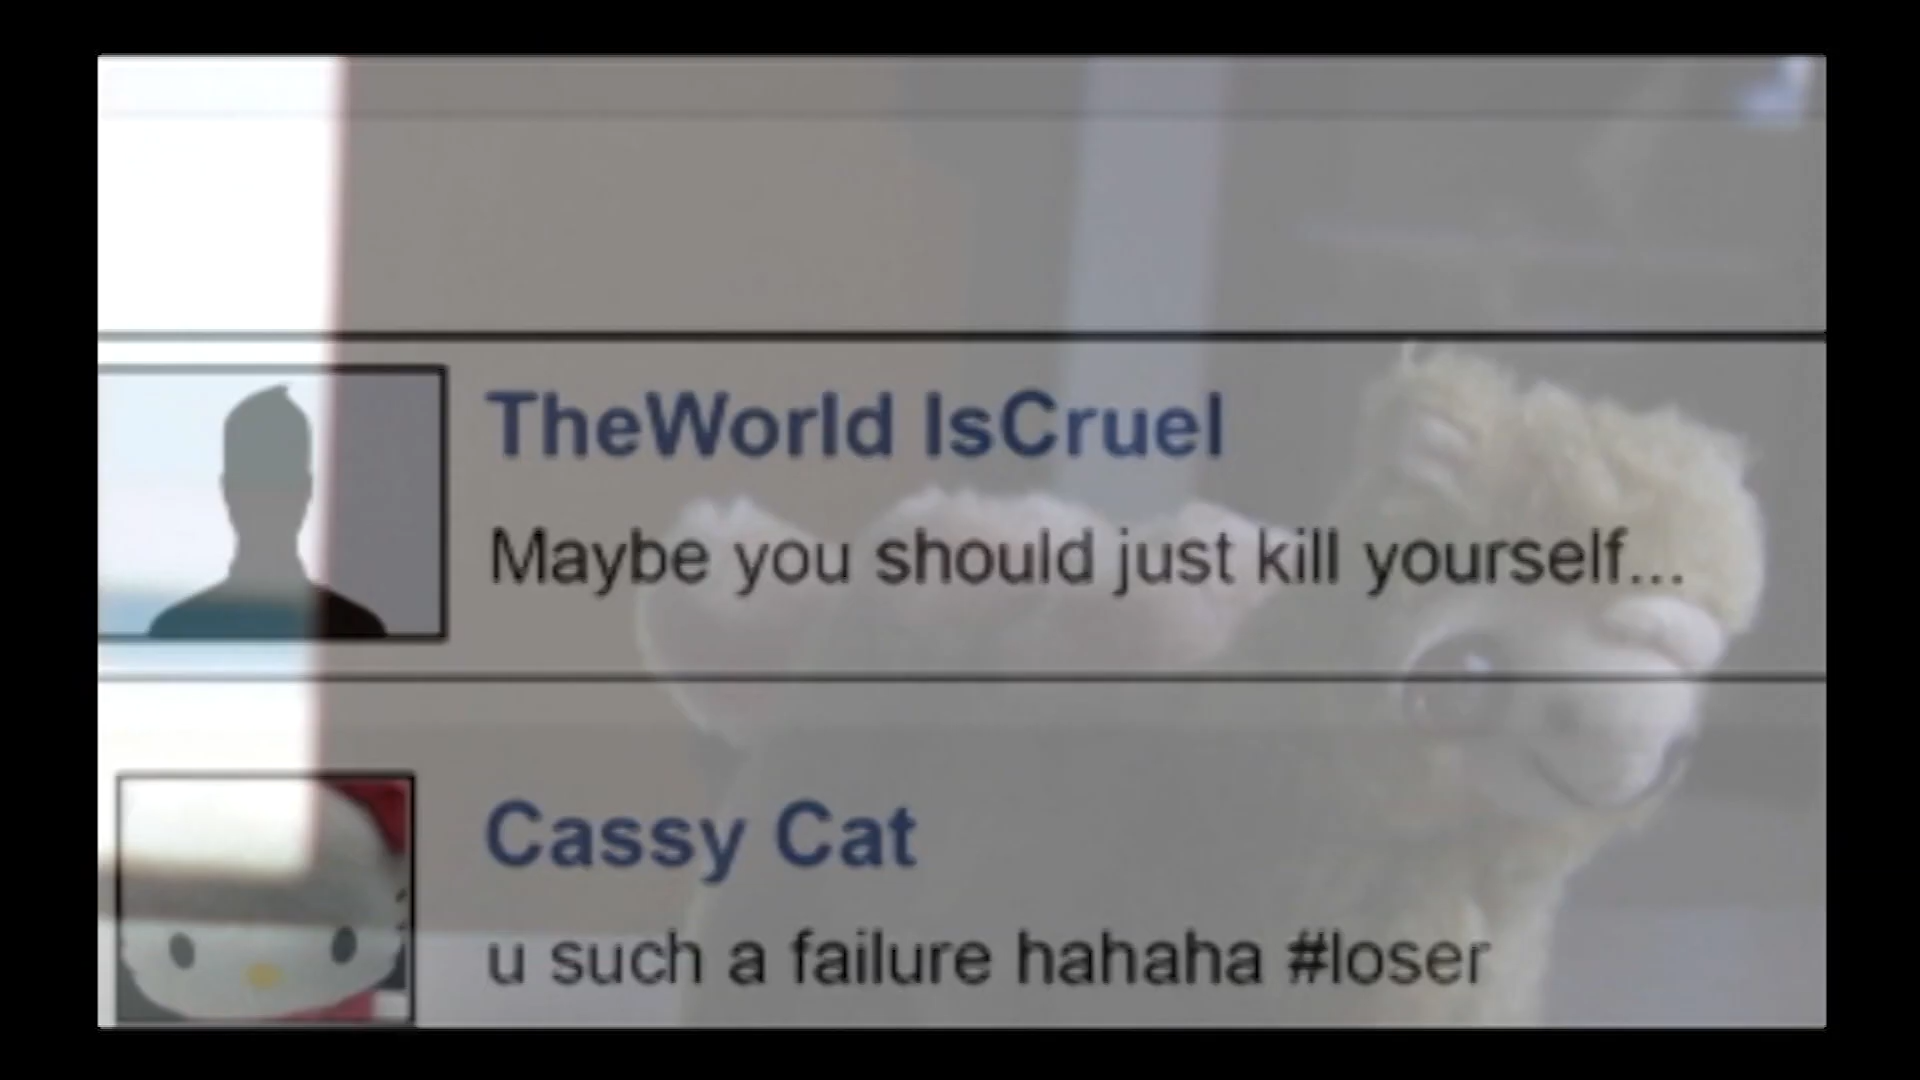 TheWorld IsCruel
Maybe you should just kill yourself...
Cassy Cat
u such a failure hahaha #loser